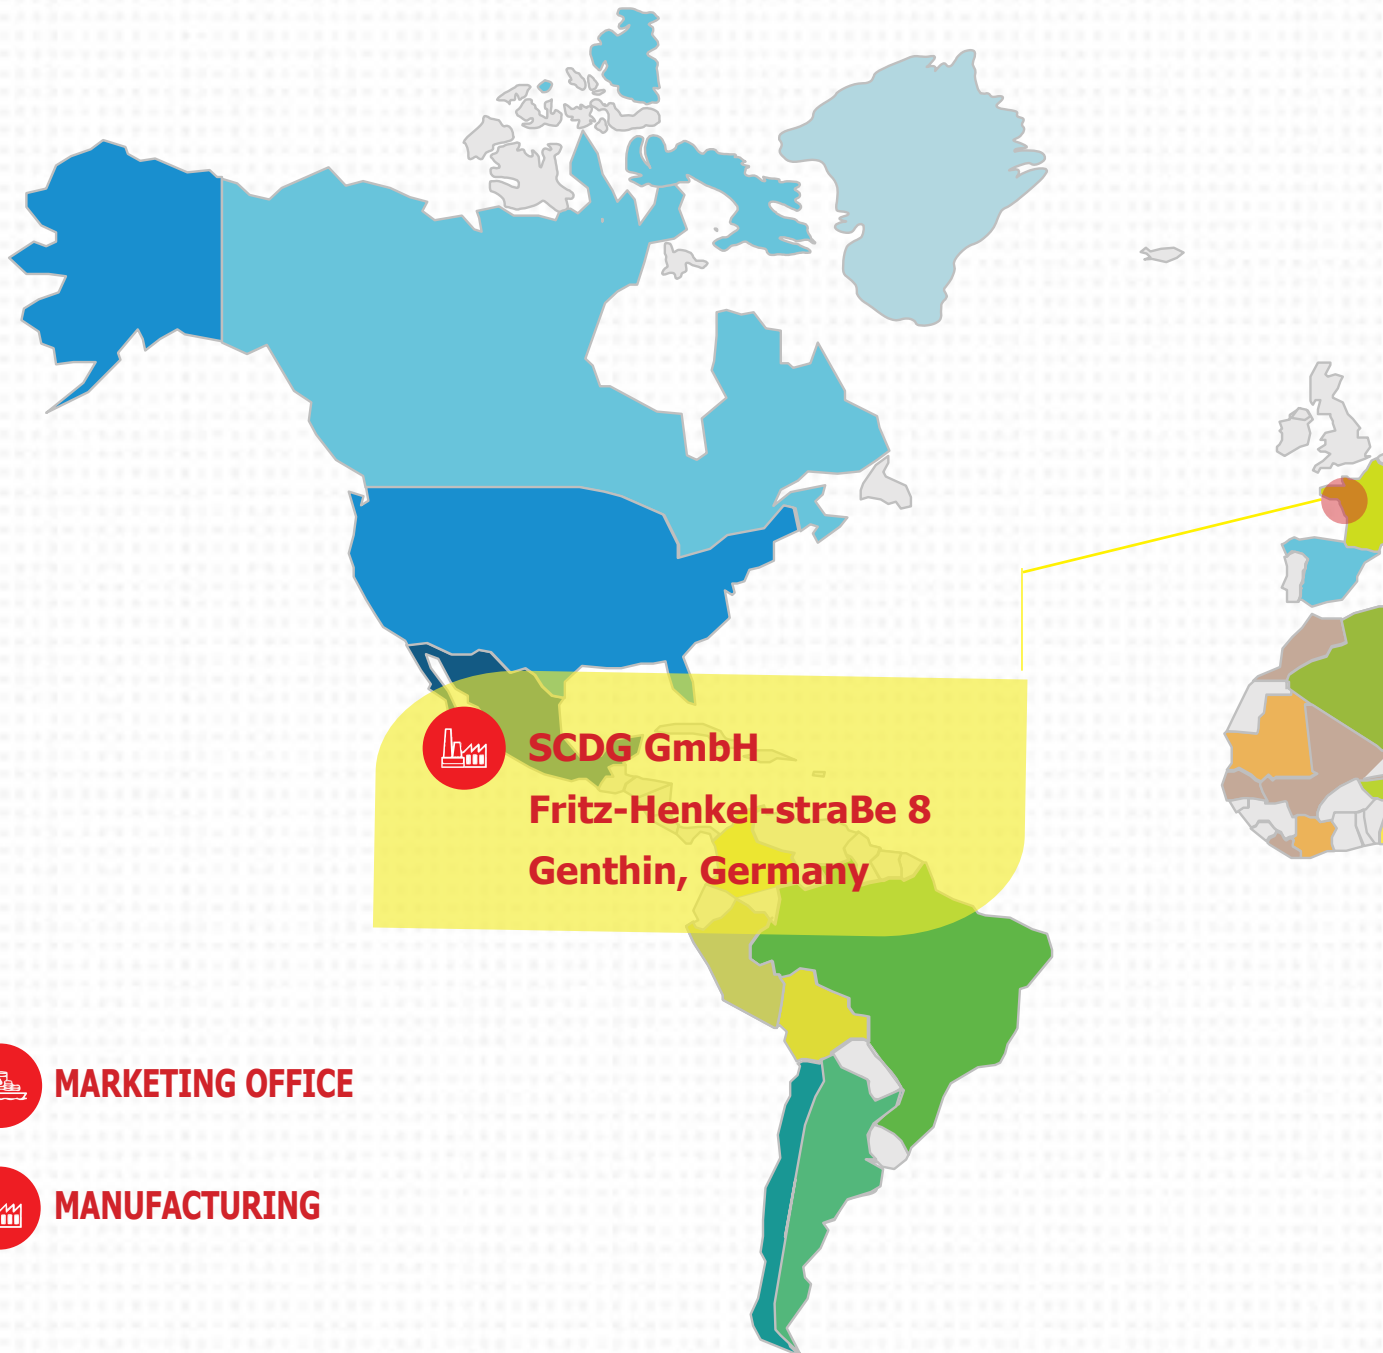 SCDG GmbH
Fritz-Henkel-straBe 8
Genthin, Germany
MARKETING OFFICE
MANUFACTURING